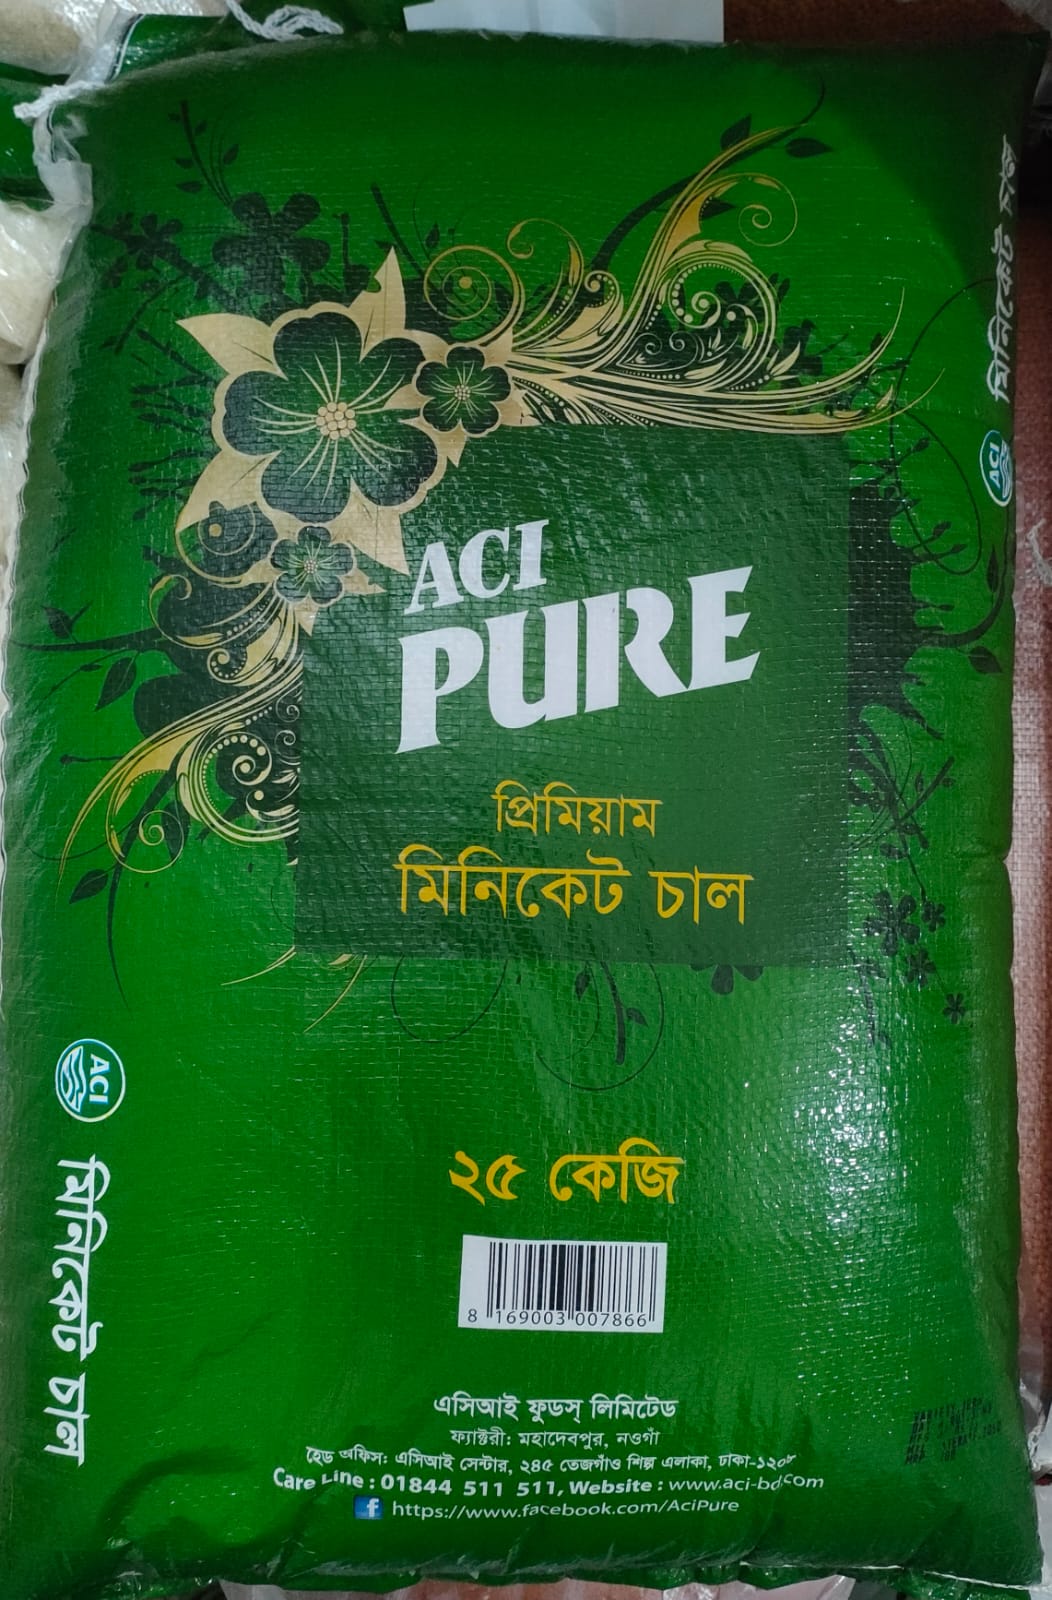 ACI
PURE
প্রিমিয়াম
মিনিকেট চাল
২৫ কেজি
8 169003 007866
এসিআই ফুডস্ লিমিটেড
ফ্যাক্টরী: মহাদেবপুর, নওগাঁ
হেড অফিস: এসিআই সেন্টার, ২৪৫ তেজগাঁও শিল্প এলাকা, ঢাকা-১২০৮
Care Line : 01844 511 511, Website : www.aci-bd.com
https://www.facebook.com/AciPure
ACI
মিনিকেট চাল
মিনিকেট চাল
ACI